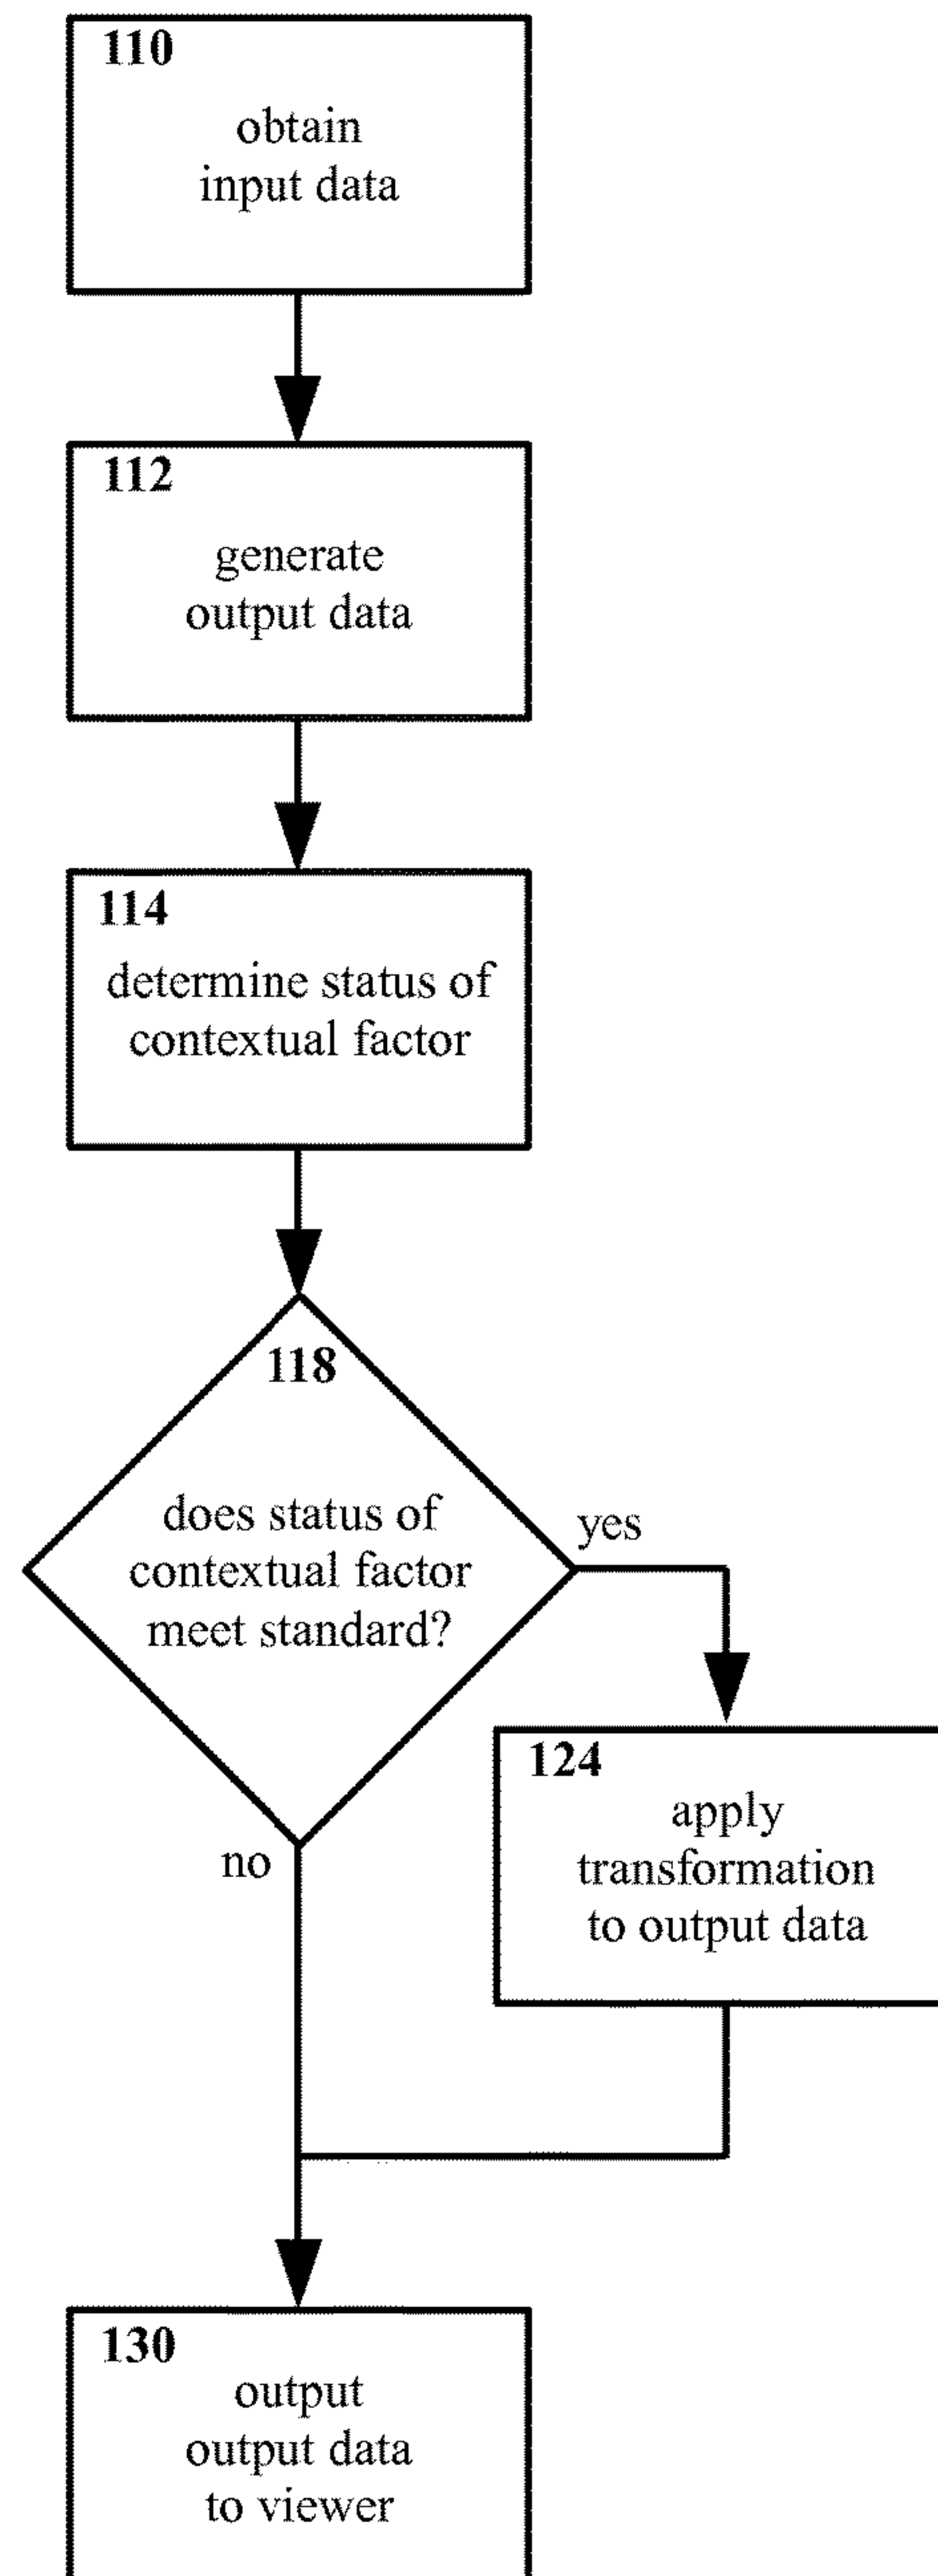 110
obtain
input data
112
generate
output data
114
determine status of
contextual factor
118
does status of
contextual factor
meet standard?
yes
no
124
apply
transformation
to output data
130
output
output data
to viewer